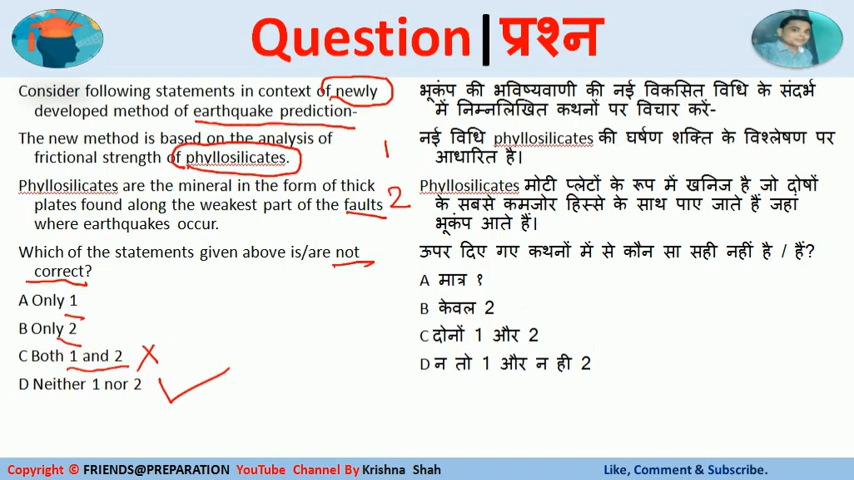 Question|प्रश्न
Consider following statements in context of newly
developed method of earthquake prediction-
The new method is based on the analysis of
frictional strength of phyllosilicates.
1
Phyllosilicates are the mineral in the form of thick
plates found along the weakest part of the faults
where earthquakes occur.
2
Which of the statements given above is/are not
correct?
A Only 1
B Only 2
C Both 1 and 2
D Neither 1 nor 2
भूकंप की भविष्यवाणी की नई विकसित विधि के संदर्भ
में निम्नलिखित कथनों पर विचार करें-
नई विधि phyllosilicates की घर्षण शक्ति के विश्लेषण पर
आधारित है।
Phyllosilicates मोटी प्लेटों के रूप में खनिज है जो दोषों
के सबसे कमजोर हिस्से के साथ पाए जाते हैं जहां
भूकंप आते हैं।
ऊपर दिए गए कथनों में से कौन सा सही नहीं है / हैं?
A मात्र १
B केवल 2
C दोनों 1 और 2
D न तो 1 और न ही 2
Copyright © FRIENDS@PREPARATION YouTube Channel By Krishna Shah
Like, Comment & Subscribe.